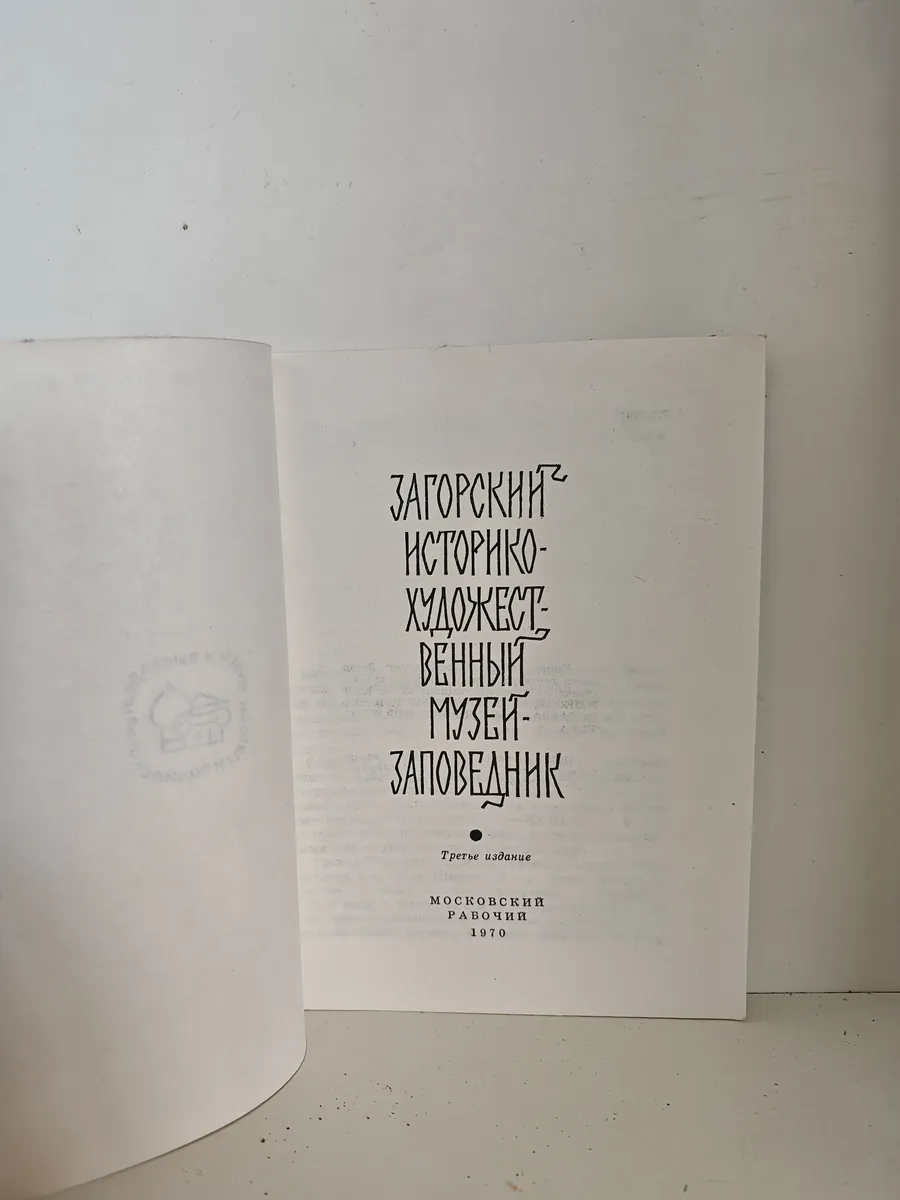 ЗАГОРСКИЙ
ИСТОРИКО-
ХУДОЖЕСТ-
ВЕННЫЙ
МУЗЕЙ-
ЗАПОВЕДНИК
Третье издание
МОСКОВСКИЙ
РАБОЧИЙ
1970